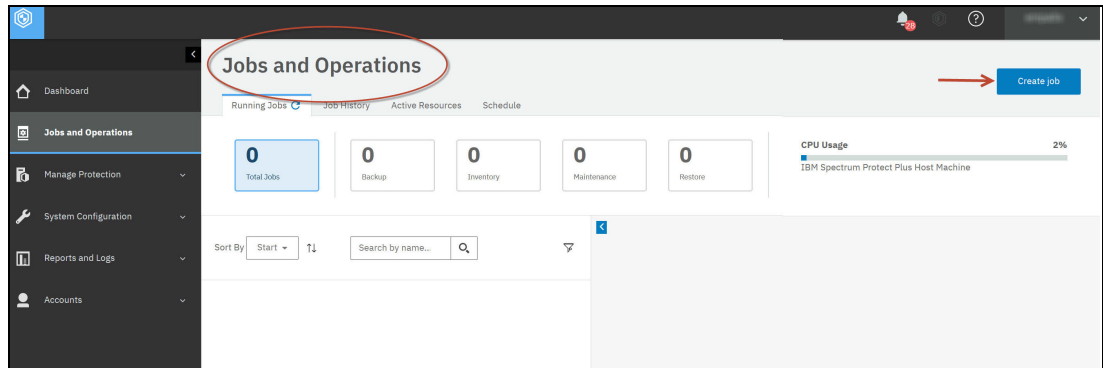 28
Jobs and Operations
Create job
Dashboard
Jobs and Operations
Manage Protection
System Configuration
Reports and Logs
Accounts
Running Jobs Job History Active Resources Schedule
0 0 0 0 0
Total Jobs Backup Inventory Maintenance Restore
CPU Usage 2%
IBM Spectrum Protect Plus Host Machine
Sort By Start Search by name...